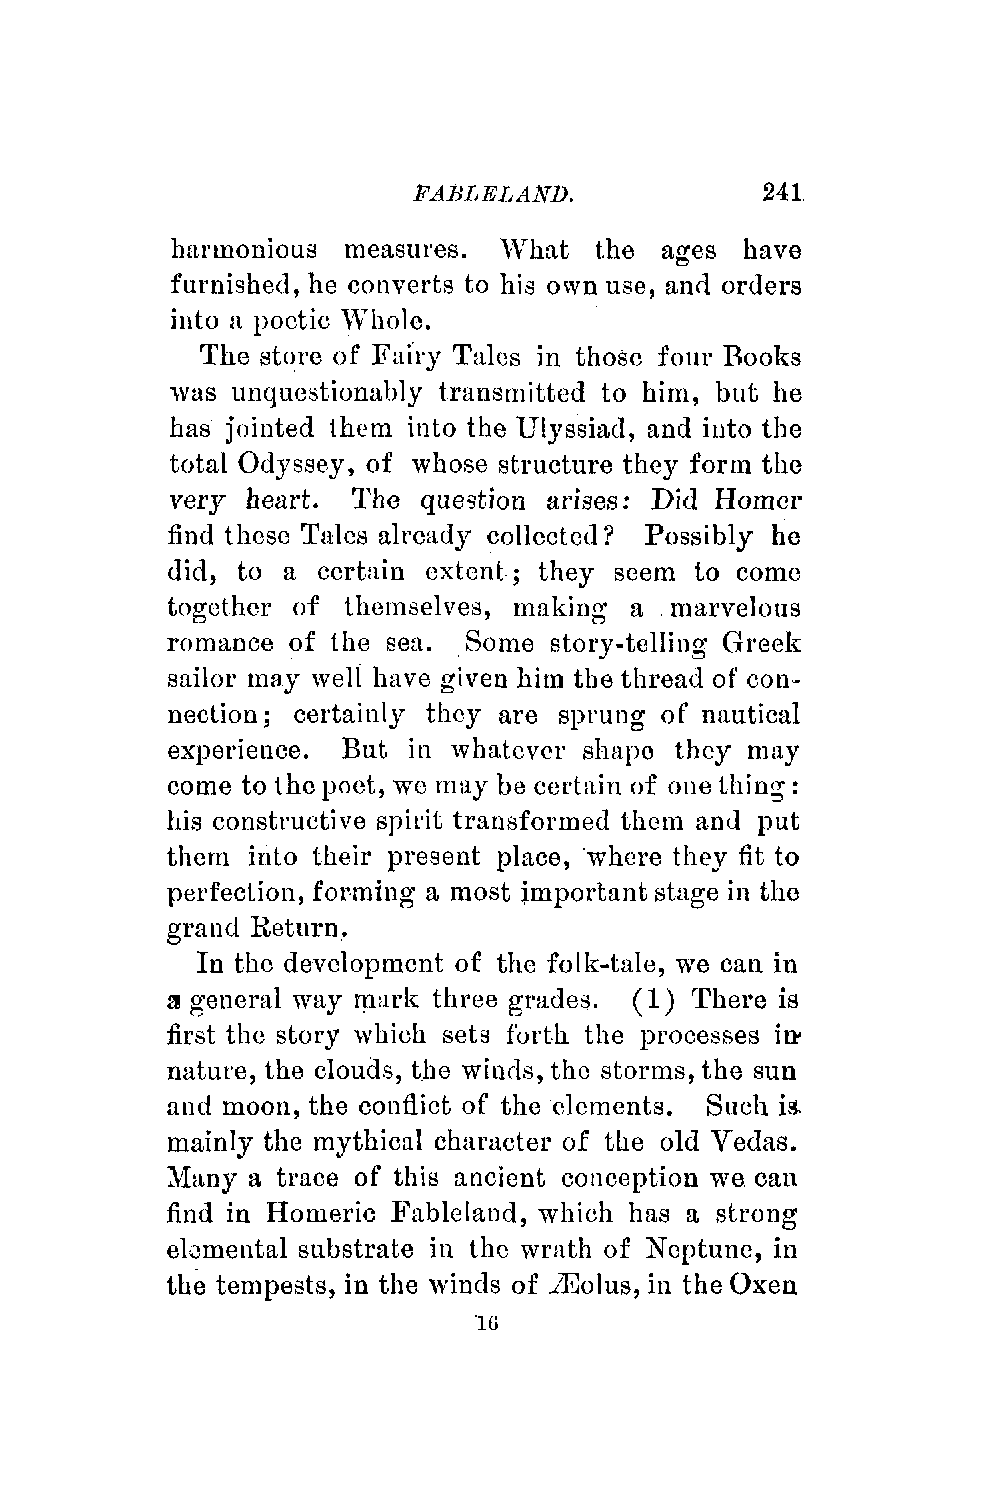 FABLELAND. 241
harmonious measures. What the ages have
furnished, he converts to his own use, and orders
into a poetic Whole.
The store of Fairy Tales in those four Books
was unquestionably transmitted to him, but he
has jointed them into the Ulyssiad, and into the
total Odyssey, of whose structure they form the
very heart. The question arises: Did Homer
find these Tales already collected? Possibly he
did, to a certain extent; they seem to come
together of themselves, making a marvelous
romance of the sea. Some story-telling Greek
sailor may well have given him the thread of con-
nection; certainly they are sprung of nautical
experience. But in whatever shape they may
come to the poet, we may be certain of one thing:
his constructive spirit transformed them and put
them into their present place, where they fit to
perfection, forming a most important stage in the
grand Return.
In the development of the folk-tale, we can in
a general way mark three grades. (1) There is
first the story which sets forth the processes in
nature, the clouds, the winds, the storms, the sun
and moon, the conflict of the elements. Such is
mainly the mythical character of the old Vedas.
Many a trace of this ancient conception we can
find in Homeric Fableland, which has a strong
elemental substrate in the wrath of Neptune, in
the tempests, in the winds of Æolus, in the Oxen
16